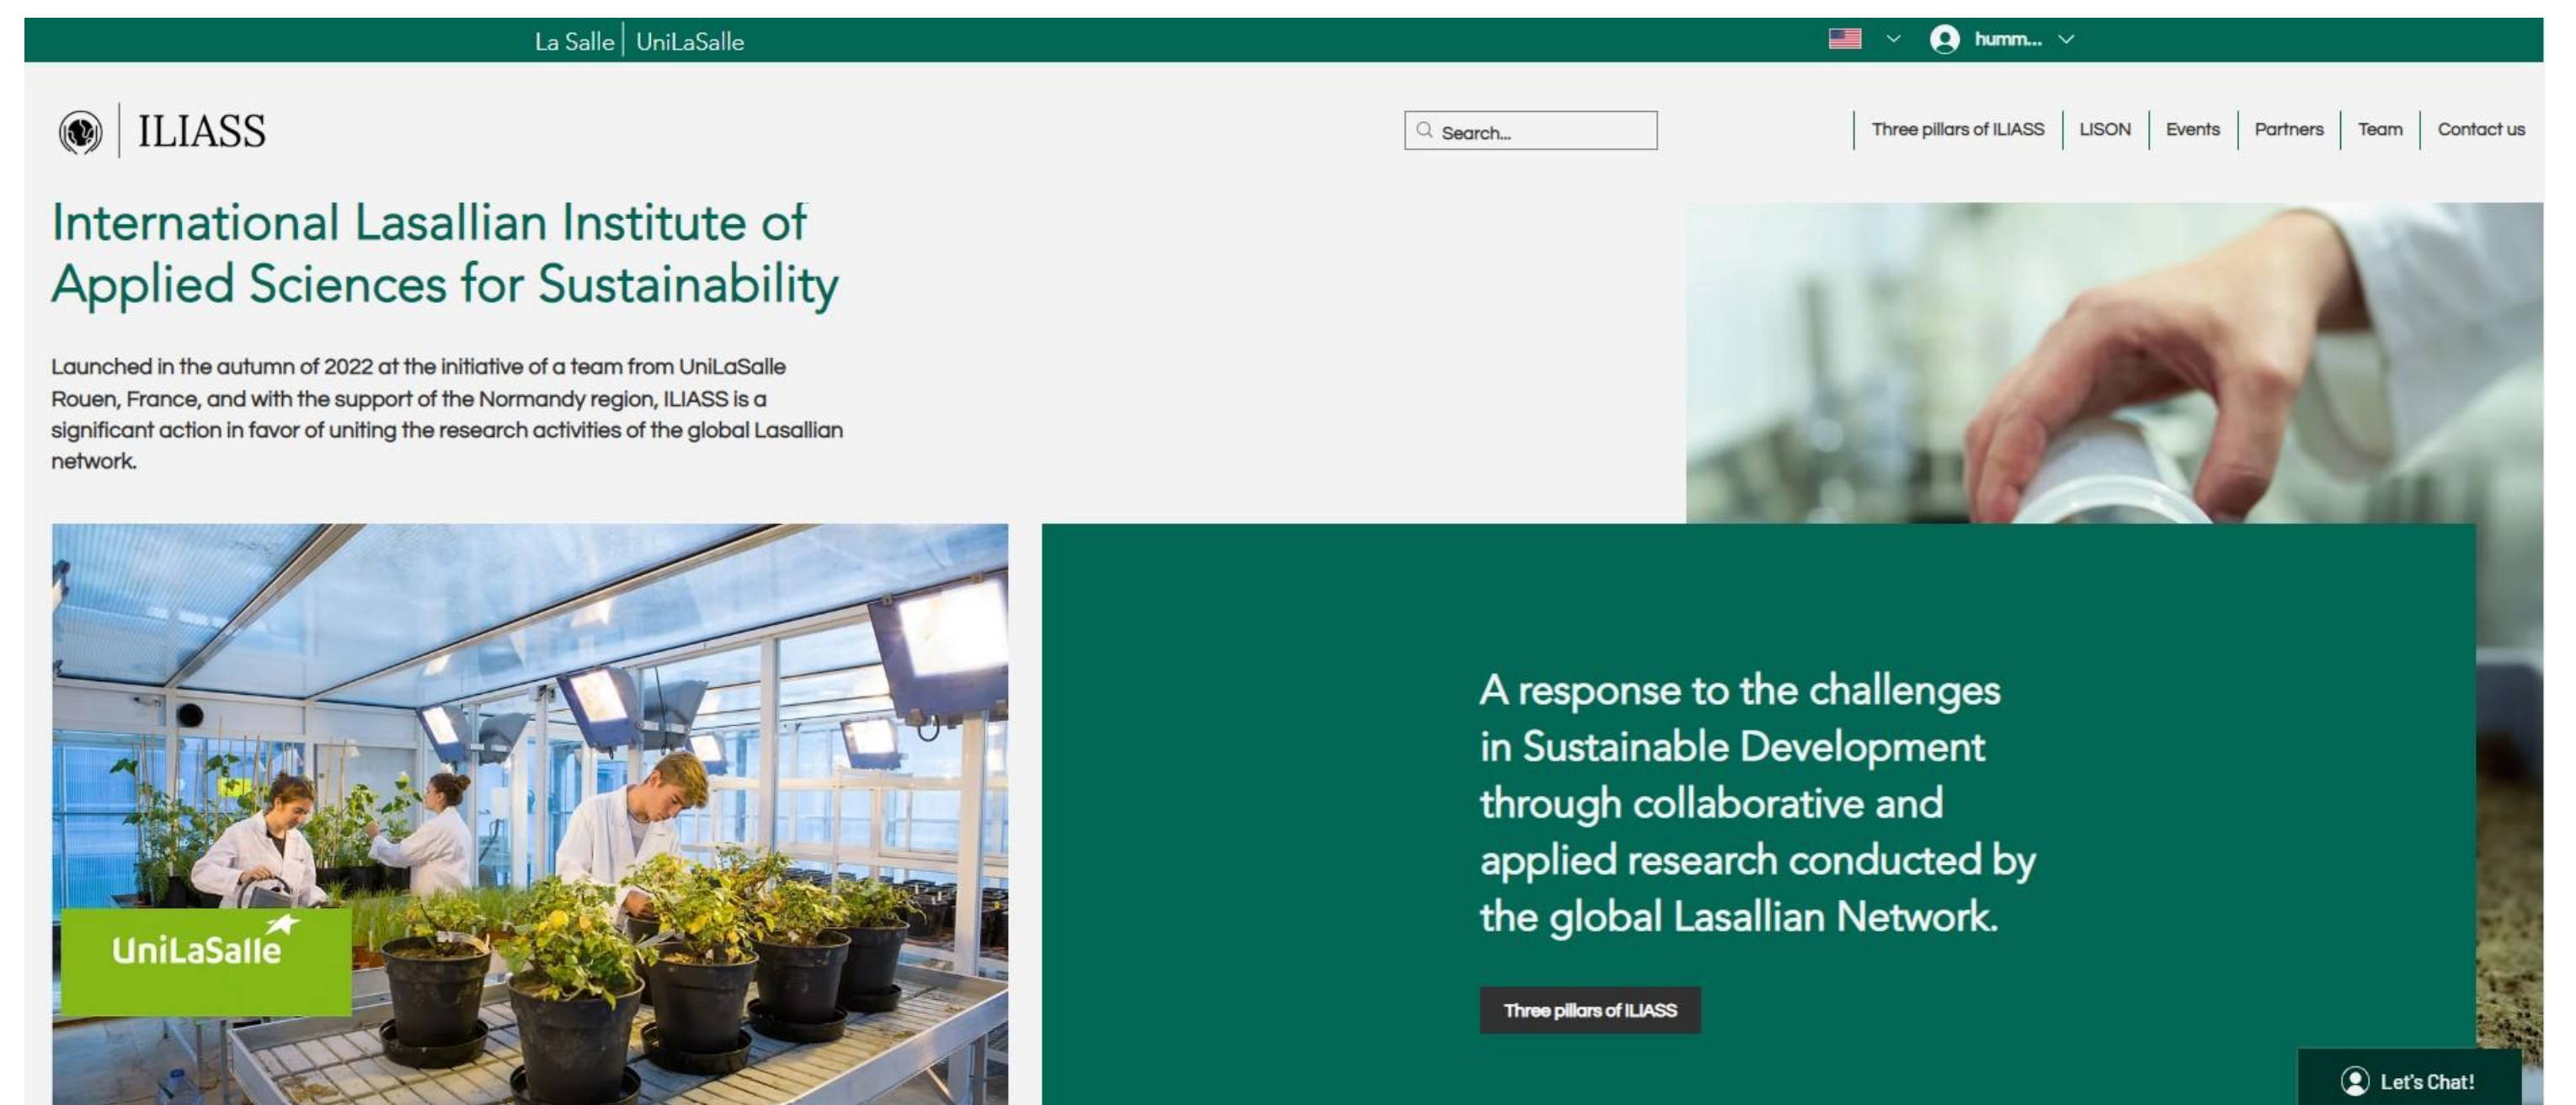 La Salle | UniLaSalle
humm...
ILIASS
Search...
Three pillars of ILIASS
LISON
Events
Partners
Team
Contact us
International Lasallian Institute of
Applied Sciences for Sustainability
Launched in the autumn of 2022 at the initiative of a team from UniLaSalle
Rouen, France, and with the support of the Normandy region, ILIASS is a
significant action in favor of uniting the research activities of the global Lasallian
network.
UniLaSalle
A response to the challenges
in Sustainable Development
through collaborative and
applied research conducted by
the global Lasallian Network.
Three pillars of ILIASS
Let's Chat!